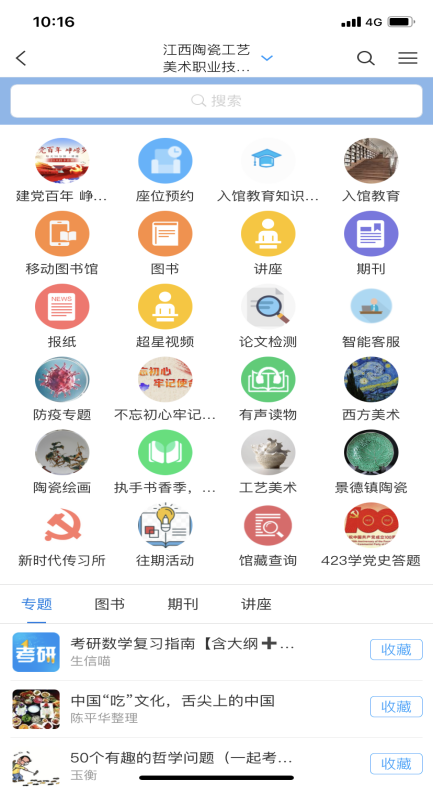 10:16
4G
江西陶瓷工艺
美术职业技...
搜索
建党百年 峥...
座位预约
入馆教育知识...
入馆教育
移动图书馆
图书
讲座
期刊
NEWS
报纸
超星视频
论文检测
智能客服
忘初心
牢记使
防疫专题
不忘初心牢记...
有声读物
西方美术
陶瓷绘画
执手书香季，...
工艺美术
景德镇陶瓷
新时代传习所
往期活动
馆藏查询
423学党史答题
专题
图书
期刊
讲座
考研
考研数学复习指南【含大纲➕...
生信喵
收藏
中国“吃”文化，舌尖上的中国
陈平华整理
收藏
50个有趣的哲学问题（一起考...
玉衡
收藏